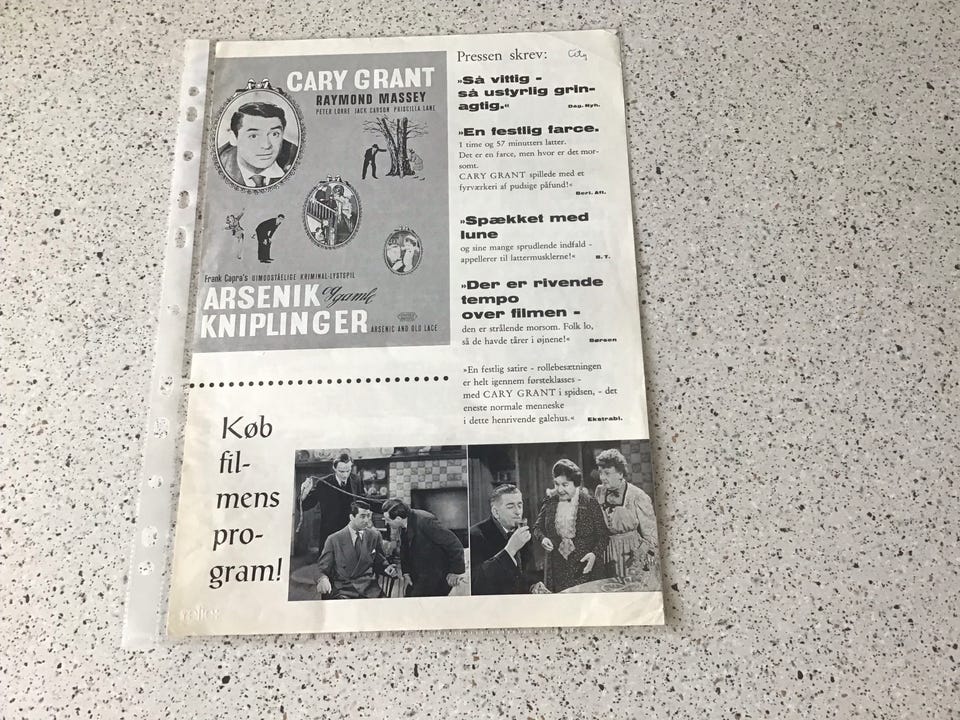 CARY GRANT
RAYMOND MASSEY
PETER LORRE JACK CARSON PRISCILLA LANE
Frank Capra's UIMODSTÅELIGE KRIMINAL-LYSTSPIL
ARSENIK og gamle
KNIPLINGER
ARSENIC AND OLD LACE
Pressen skrev:
City
»Så vittig -
så ustyrlig grin-
agtig.«
Dag. Nyh.
»En festlig farce.
1 time og 57 minutters latter.
Det er en farce, men hvor er det mor-
somt.
CARY GRANT spillede med et
fyrværkeri af pudsige påfund!«
Berl. Aft.
»Spækket med
lune
og sine mange sprudlende indfald -
appellerer til lattermusklerne!«
B. T.
»Der er rivende
tempo
over filmen -
den er strålende morsom. Folk lo,
så de havde tårer i øjnene!«
Børsen
»En festlig satire - rollebesætningen
er helt igennem førsteklasses -
med CARY GRANT i spidsen, - det
eneste normale menneske
i dette henrivende galehus.«
Ekstrabl.
Køb
fil-
mens
pro-
gram!